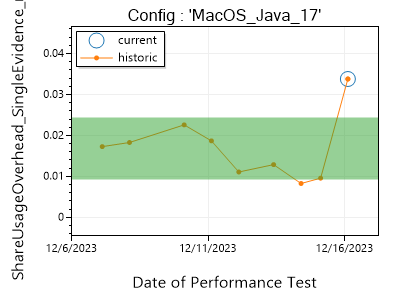 Config : 'MacOS_Java_17'
current
historic
ShareUsageOverhead_SingleEvidence_
0.04
0.03
0.02
0.01
0
12/6/2023
12/11/2023
12/16/2023
Date of Performance Test